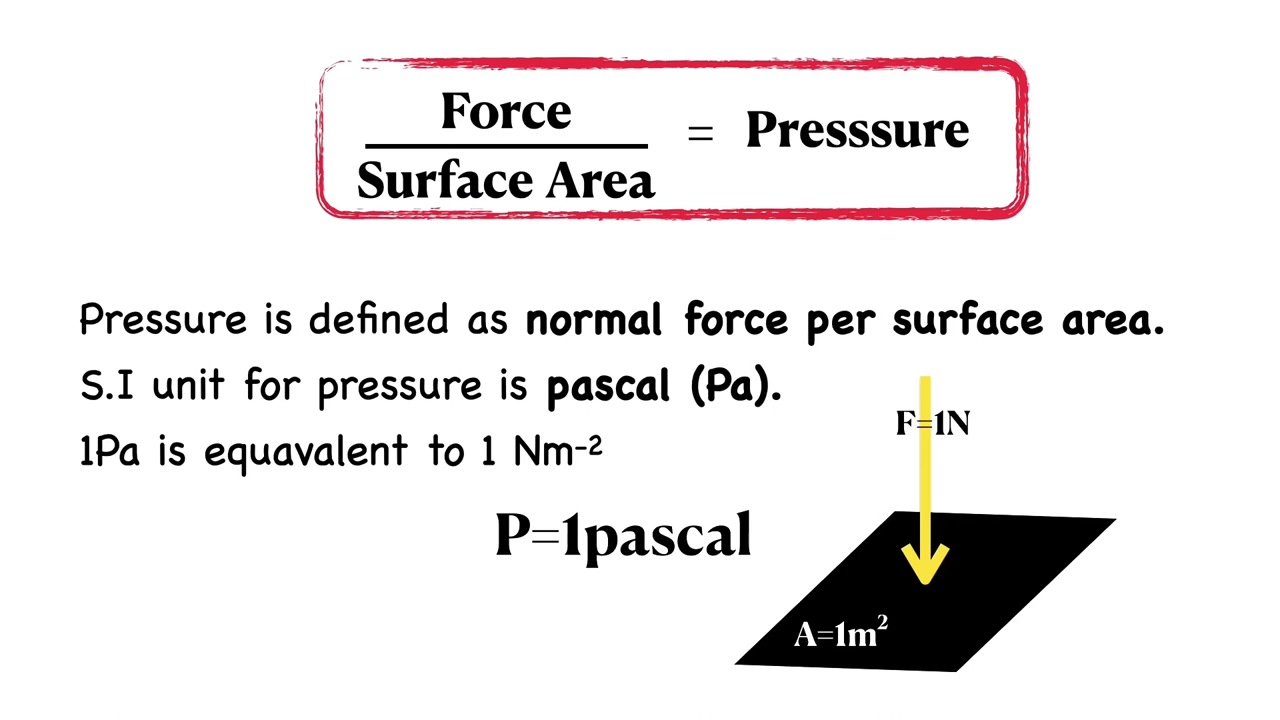 Force
Surface Area
= Presssure
Pressure is defined as normal force per surface area.
S.I unit for pressure is pascal (Pa).
1Pa is equavalent to 1 Nm-²
F=1N
P=1pascal
A=1m²